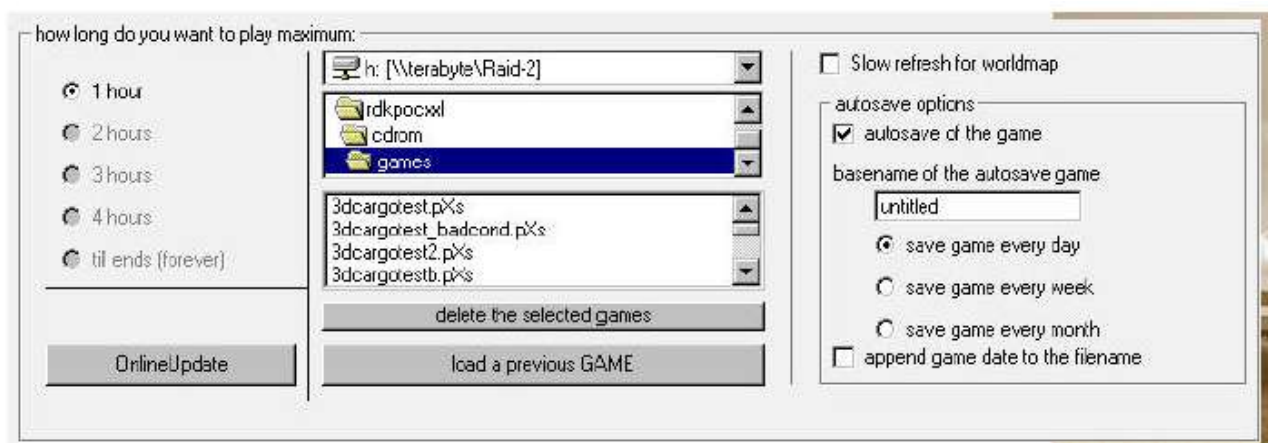 how long do you want to play maximum:
1 hour
2 hours
3 hours
4 hours
til ends (forever)
OnlineUpdate
h: [\\terabyte\Raid-2]
rdkpocxxl
cdrom
games
3dcargotest.pXs
3dcargotest_badcond.pXs
3dcargotest2.pXs
3dcargotestb.pXs
delete the selected games
load a previous GAME
Slow refresh for worldmap
autosave options
autosave of the game
basename of the autosave game
untitled
save game every day
save game every week
save game every month
append game date to the filename